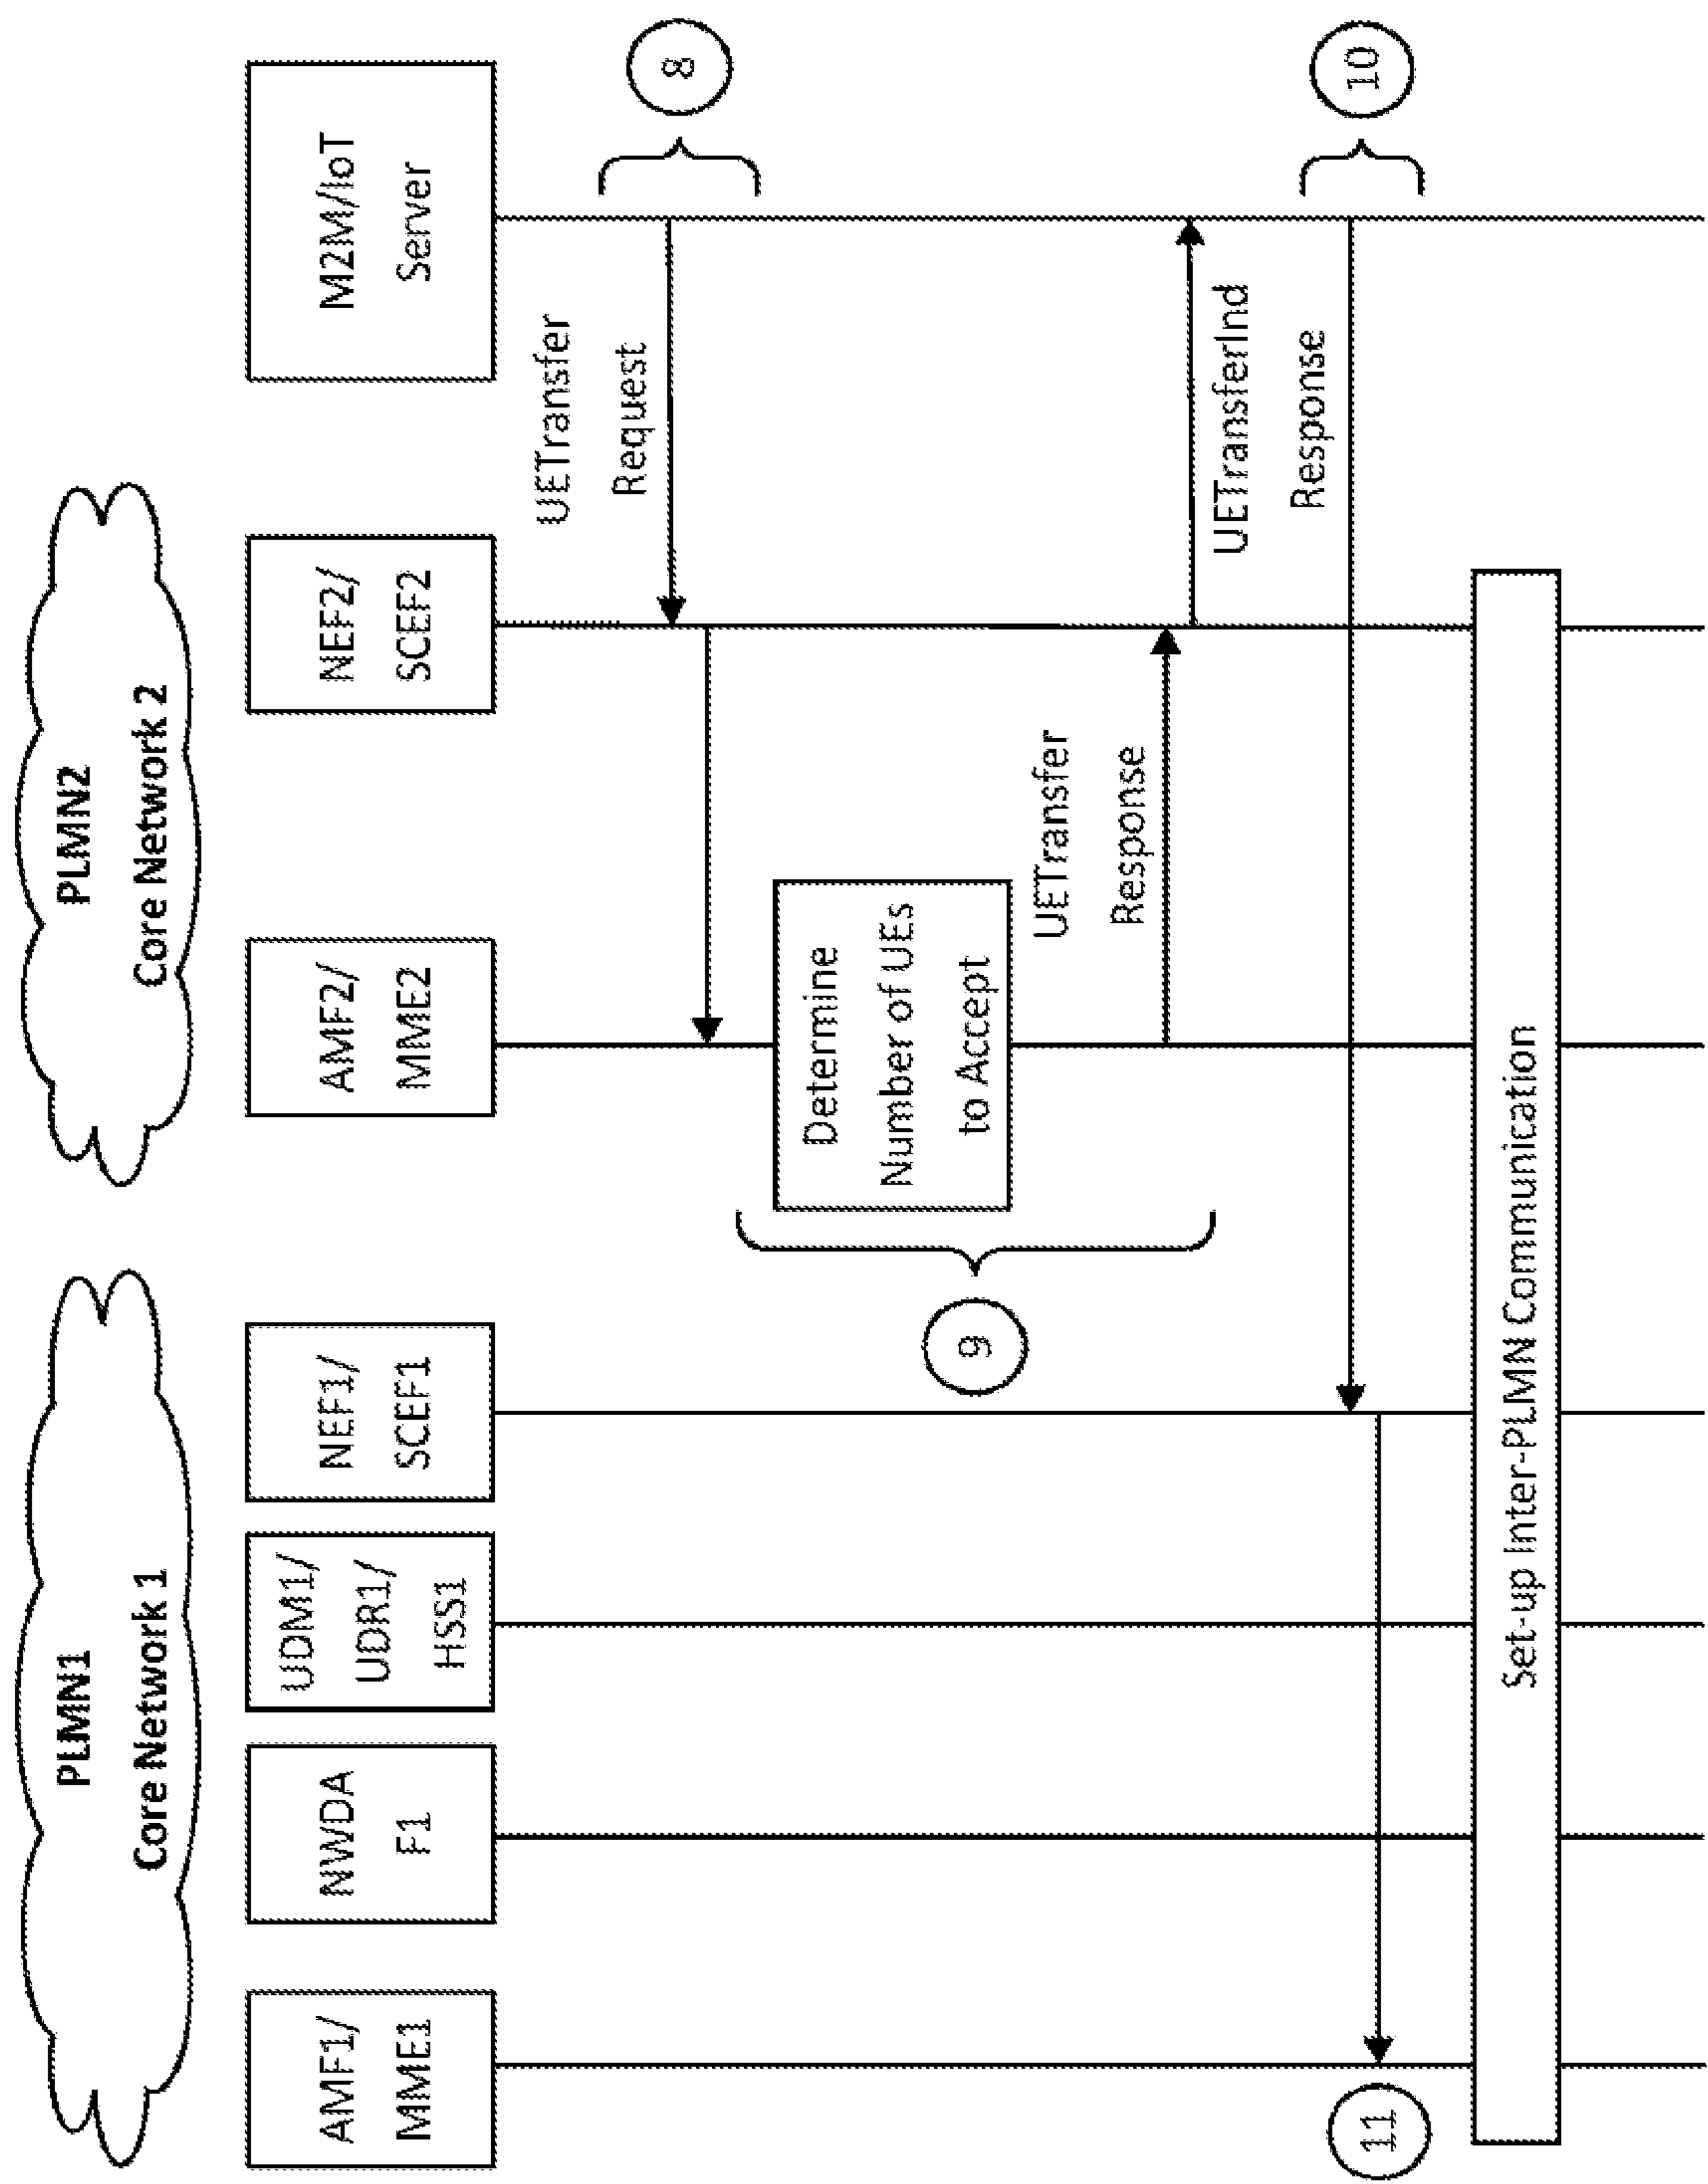 PLMN1
Core Network 1
PLMN2
Core Network 2
AMF1/
MME1
NWDA
F1
UDM1/
UDR1/
HSS1
NEF1/
SCEF1
AMF2/
MME2
NEF2/
SCEF2
M2M/IoT
Server
UETransfer
Request
8
Determine
Number of UEs
to Accept
9
UETransfer
Response
UETransferInd
Response
10
11
Set-up Inter-PLMN Communication